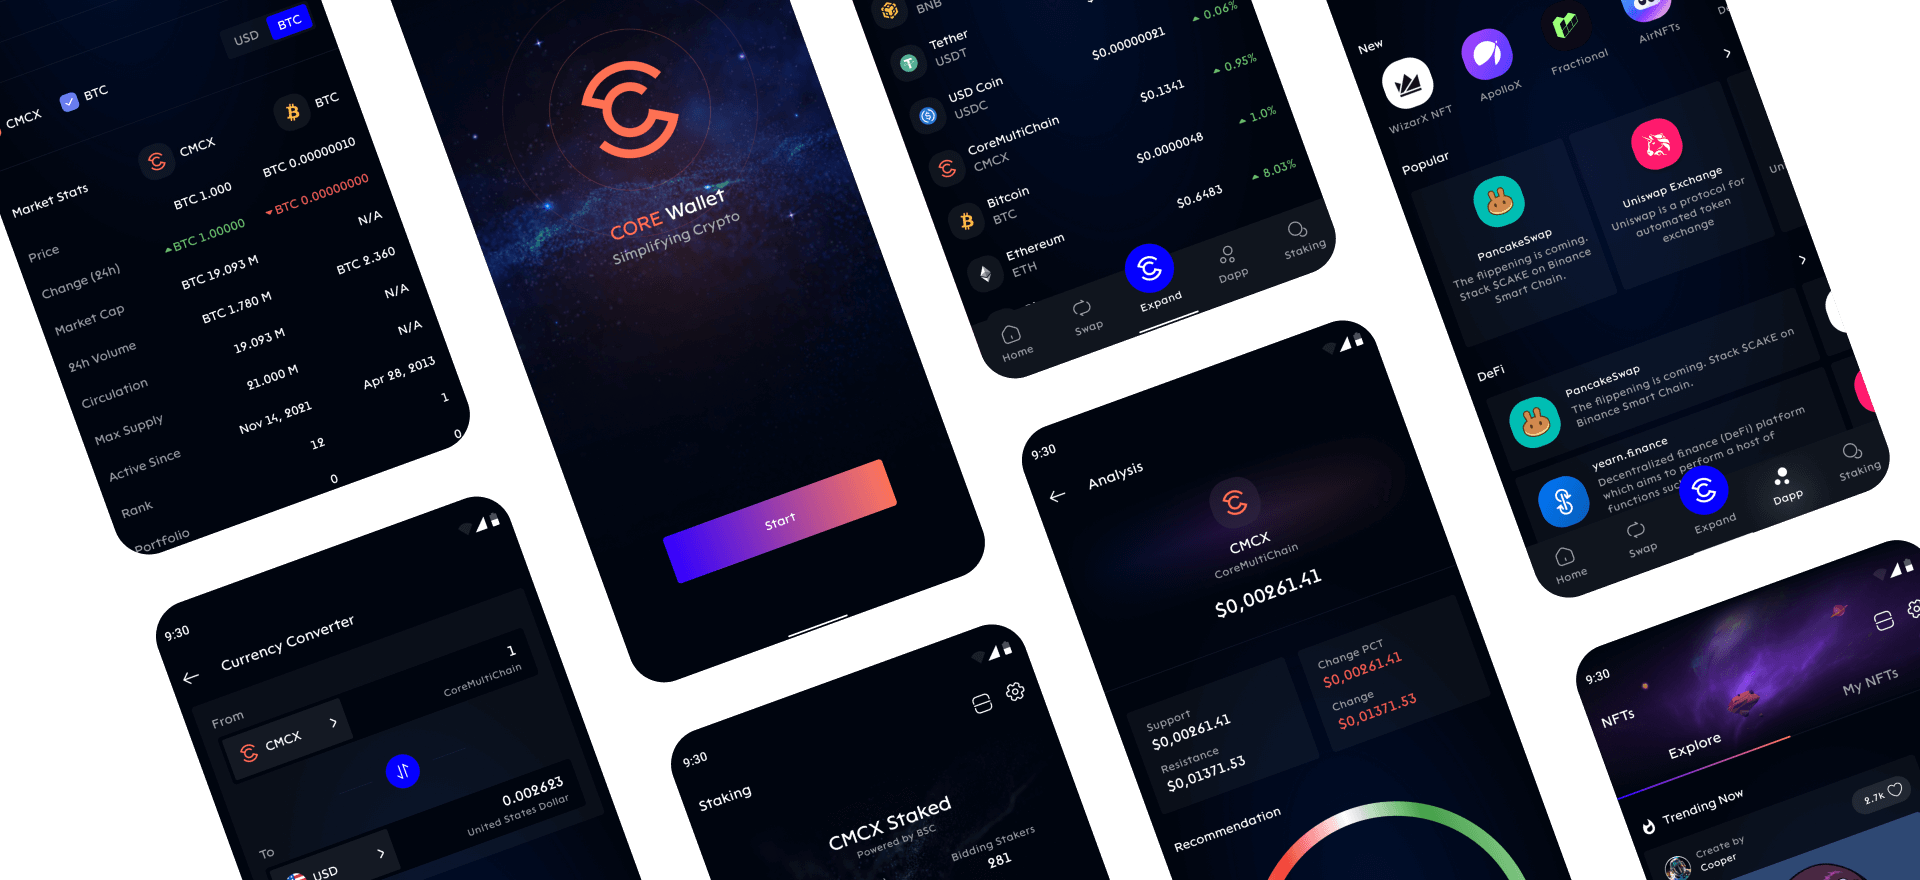 USD BTC
CMCX BTC
Market Stats CMCX BTC
Price BTC 1.000 BTC 0.00000010
Change (24h) BTC 1.00000 BTC 0.00000000
Market Cap BTC 19.093 M N/A
24h Volume BTC 1.780 M BTC 2.360
Circulation 19.093 M N/A
Max Supply 21.000 M N/A
Active Since Nov 14, 2021 Apr 28, 2013
Rank 12 1
Portfolio 0 0
CORE Wallet
Simplifying Crypto
Start
BNB
Tether
USDT
0.06%
$0.00000021
USD Coin
USDC
0.95%
$0.1341
CoreMultiChain
CMCX
1.0%
$0.0000048
Bitcoin
BTC
8.03%
$0.6483
Ethereum
ETH
Home
Swap
Expand
Dapp
Staking
New
WizarX NFT
ApolloX
Fractional
AirNFTs
Popular
PancakeSwap
The flippening is coming.
Stack $CAKE on Binance
Smart Chain.
Uniswap Exchange
Uniswap is a protocol for
automated token
exchange
DeFi
PancakeSwap
The flippening is coming. Stack $CAKE on
Binance Smart Chain.
yearn.finance
Decentralized finance (DeFi) platform
which aims to perform a host of
functions
Home
Swap
Expand
Dapp
Staking
9:30
Currency Converter
From
1
CMCX
CoreMultiChain
0.002623
To
USD
United States Dollar
9:30
Staking
CMCX Staked
Powered by BSC
Bidding Stakers
281
9:30
Analysis
CMCX
CoreMultiChain
$0,00261.41
Support
$0,00261.41
Resistance
$0,01371.53
Change PCT
$0,00261.41
Change
$0,01371.53
Recommendation
9:30
NFTs
My NFTs
Explore
Trending Now
2.7k
Create by
Cooper